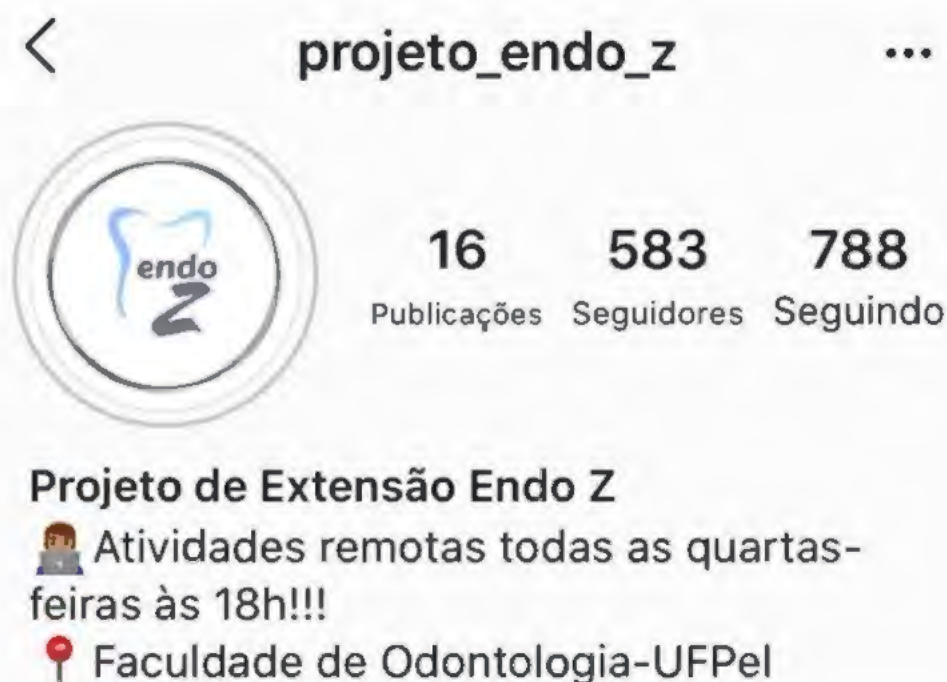 projeto_endo_z
endo
Z
16 583 788
Publicações Seguidores Seguindo
Projeto de Extensão Endo Z
Atividades remotas todas as quartas-
feiras às 18h!!!
Faculdade de Odontologia-UFPel